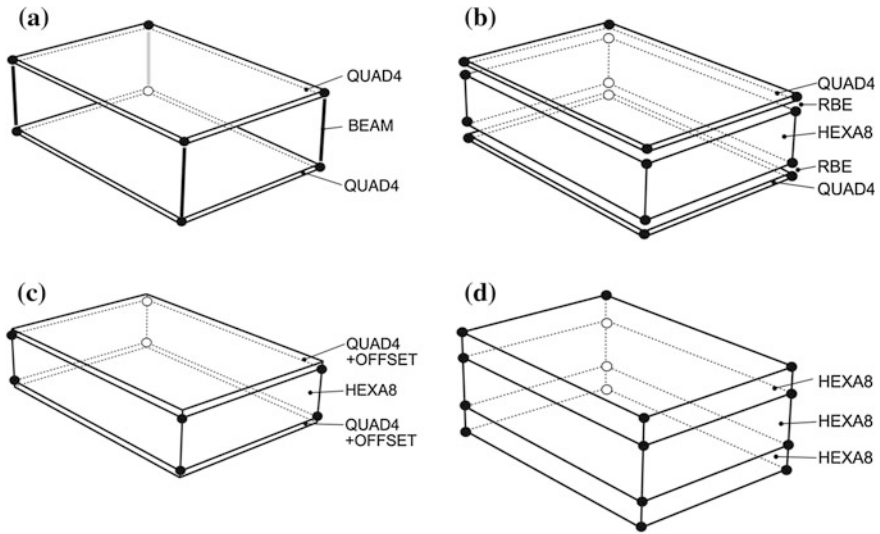 (a)
QUAD4
BEAM
QUAD4
(b)
QUAD4
RBE
HEXA8
RBE
QUAD4
(c)
QUAD4
+OFFSET
HEXA8
QUAD4
+OFFSET
(d)
HEXA8
HEXA8
HEXA8